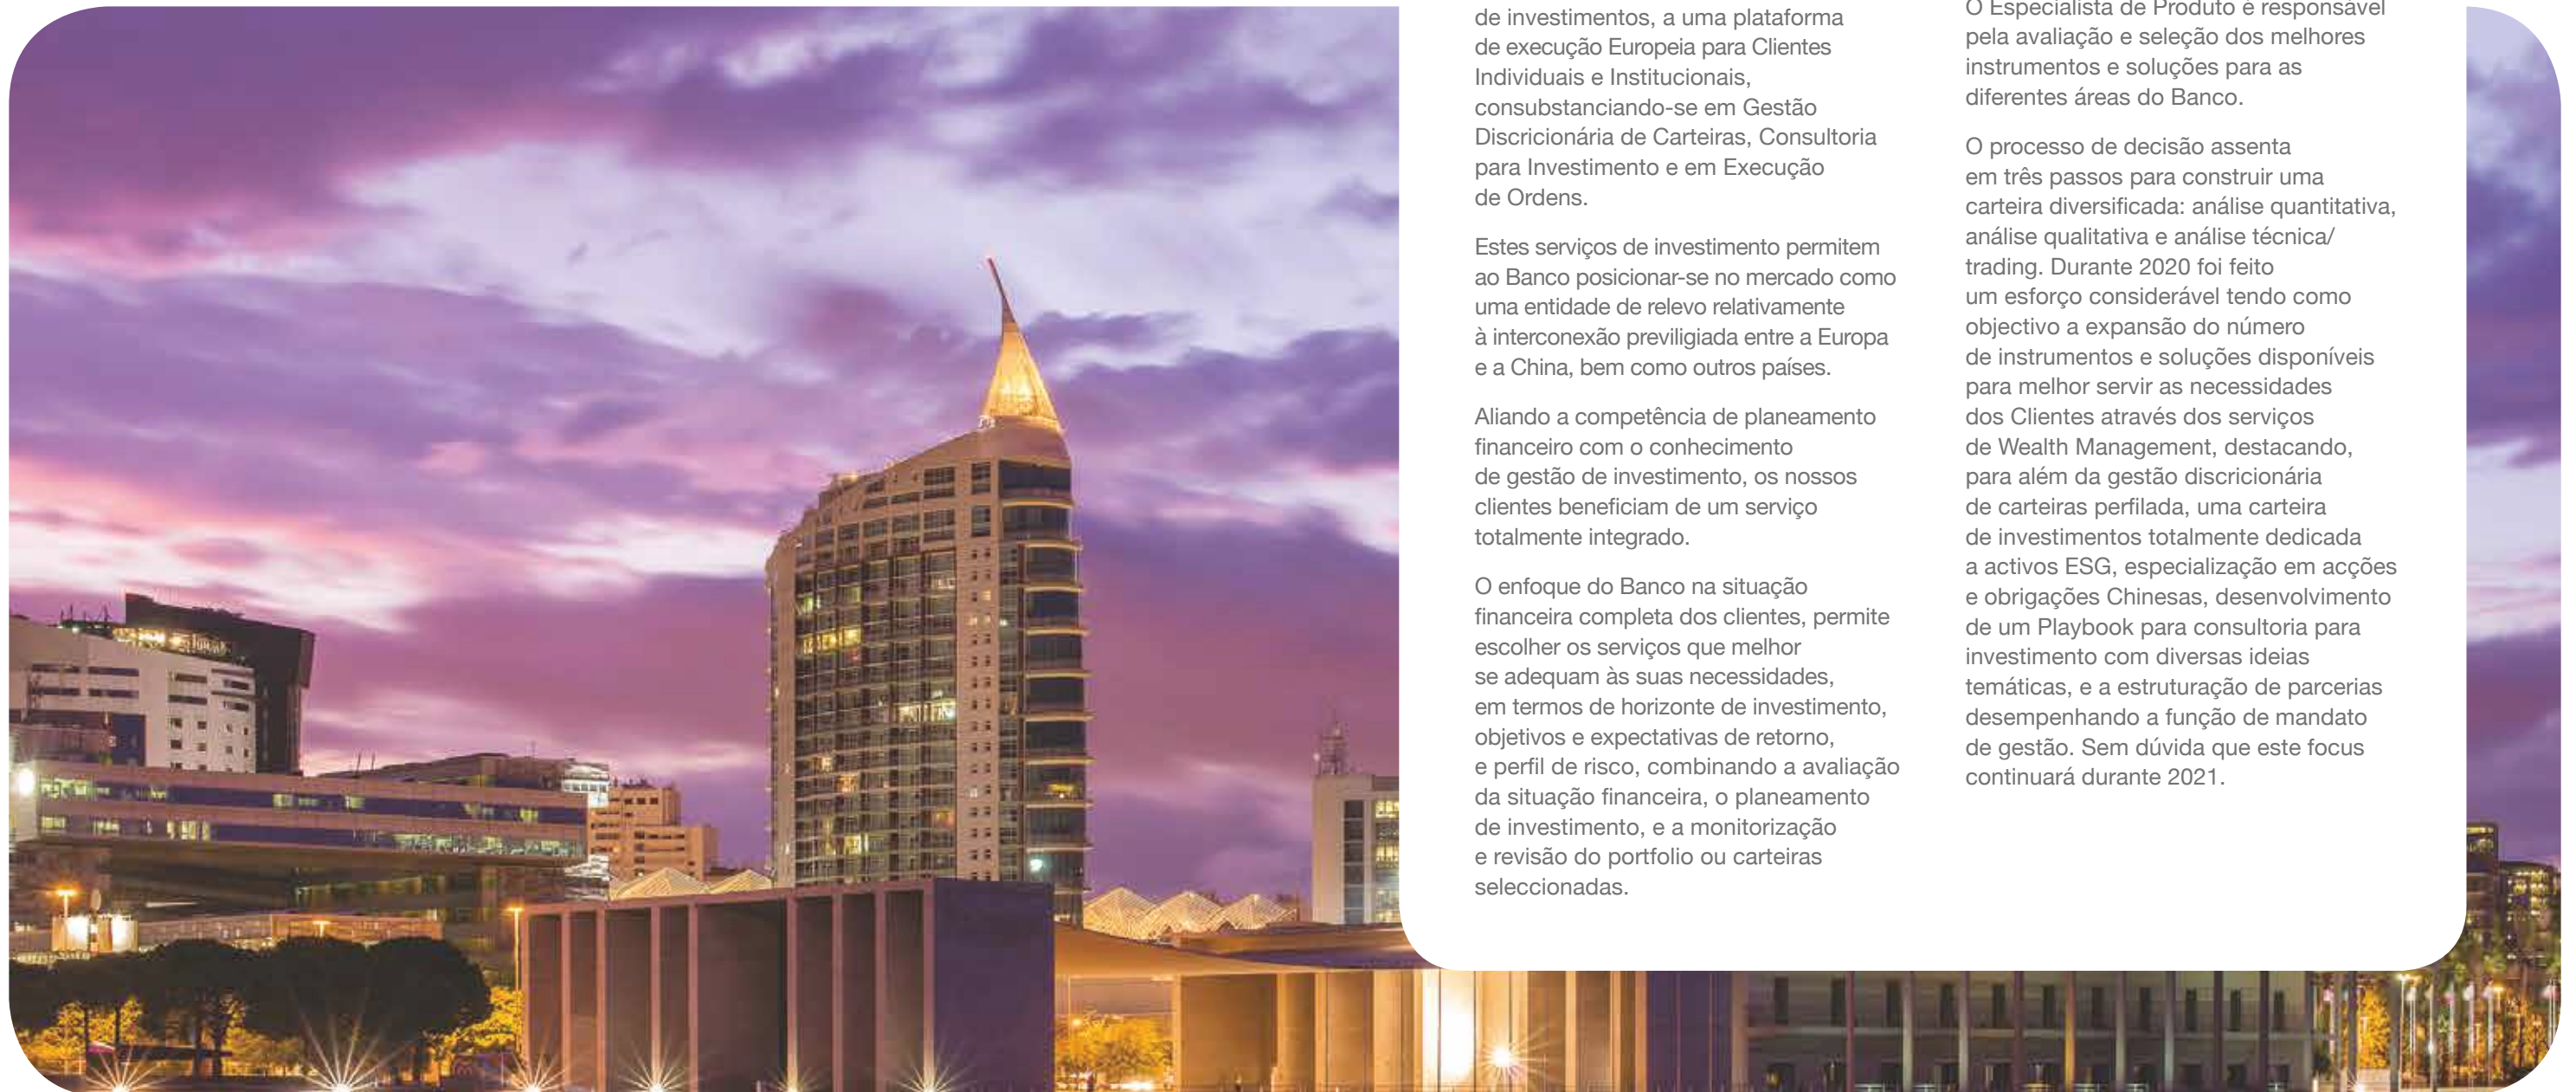 de investimentos, a uma plataforma
de execução Europeia para Clientes
Individuais e Institucionais,
consubstanciando-se em Gestão
Discricionária de Carteiras, Consultoria
para Investimento e em Execução
de Ordens.
Estes serviços de investimento permitem
ao Banco posicionar-se no mercado como
uma entidade de relevo relativamente
à interconexão previligiada entre a Europa
e a China, bem como outros países.
Aliando a competência de planeamento
financeiro com o conhecimento
de gestão de investimento, os nossos
clientes beneficiam de um serviço
totalmente integrado.
O enfoque do Banco na situação
financeira completa dos clientes, permite
escolher os serviços que melhor
se adequam às suas necessidades,
em termos de horizonte de investimento,
objetivos e expectativas de retorno,
e perfil de risco, combinando a avaliação
da situação financeira, o planeamento
de investimento, e a monitorização
e revisão do portfolio ou carteiras
seleccionadas.
O Especialista de Produto é responsável
pela avaliação e seleção dos melhores
instrumentos e soluções para as
diferentes áreas do Banco.
O processo de decisão assenta
em três passos para construir uma
carteira diversificada: análise quantitativa,
análise qualitativa e análise técnica/
trading. Durante 2020 foi feito
um esforço considerável tendo como
objectivo a expansão do número
de instrumentos e soluções disponíveis
para melhor servir as necessidades
dos Clientes através dos serviços
de Wealth Management, destacando,
para além da gestão discricionária
de carteiras perfilada, uma carteira
de investimentos totalmente dedicada
a activos ESG, especialização em acções
e obrigações Chinesas, desenvolvimento
de um Playbook para consultoria para
investimento com diversas ideias
temáticas, e a estruturação de parcerias
desempenhando a função de mandato
de gestão. Sem dúvida que este focus
continuará durante 2021.